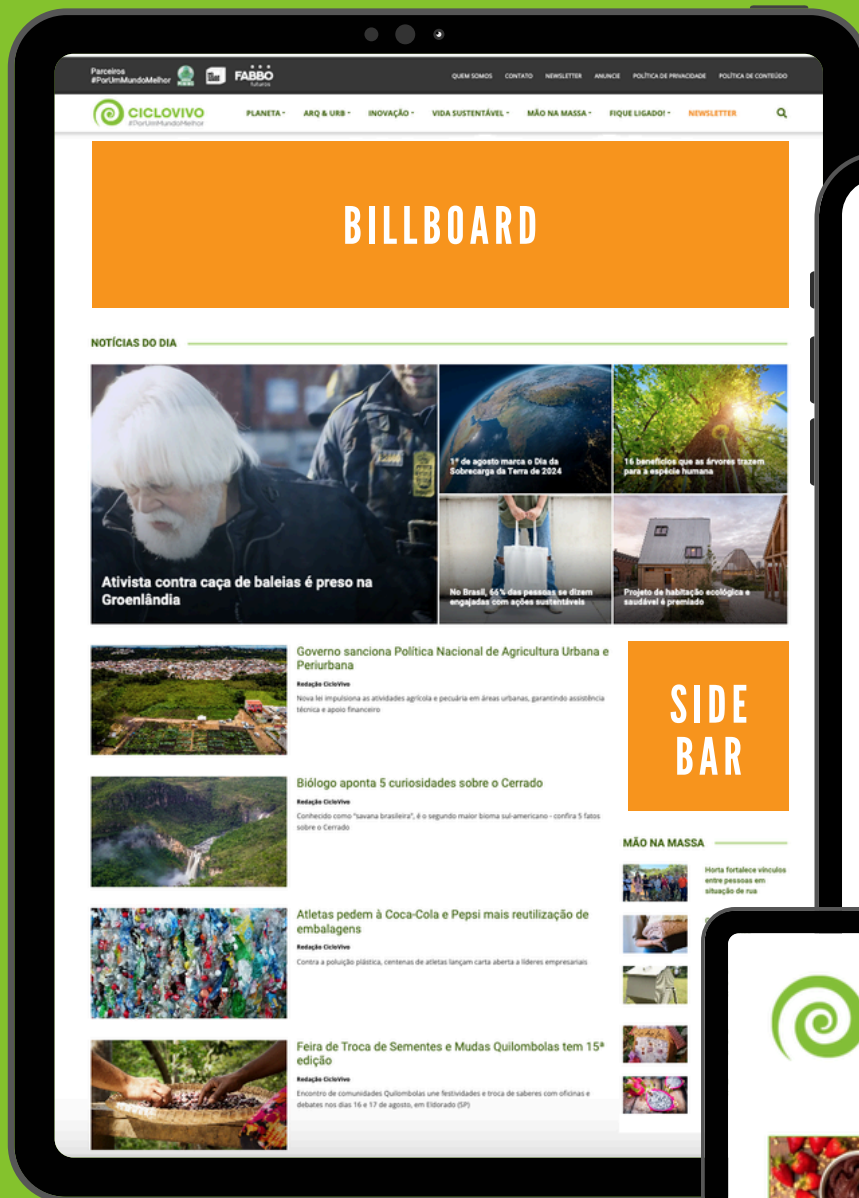 Parceiros
#PorUmMundoMelhor
FABBO
futuros
QUEM SOMOS CONTATO NEWSLETTER ANUNCIE POLÍTICA DE PRIVACIDADE POLÍTICA DE CONTEÚDO
CICLOVIVO
#PorUmMundoMelhor
PLANETA ARQ & URB INOVAÇÃO VIDA SUSTENTÁVEL MÃO NA MASSA FIQUE LIGADO! NEWSLETTER
BILLBOARD
NOTÍCIAS DO DIA
Ativista contra caça de baleias é preso na
Groenlândia
1º de agosto marca o Dia da
Sobrecarga da Terra de 2024
16 benefícios que as árvores trazem
para a espécie humana
No Brasil, 66% das pessoas se dizem
engajadas com ações sustentáveis
Projeto de habitação ecológica e
saudável é premiado
Governo sanciona Política Nacional de Agricultura Urbana e
Periurbana
Redação CicloVivo
Nova lei impulsiona as atividades agrícola e pecuária em áreas urbanas, garantindo assistência
técnica e apoio financeiro
Biólogo aponta 5 curiosidades sobre o Cerrado
Redação CicloVivo
Conhecido como "savana brasileira", é o segundo maior bioma sul-americano - confira 5 fatos
sobre o Cerrado
Atletas pedem à Coca-Cola e Pepsi mais reutilização de
embalagens
Redação CicloVivo
Contra a poluição plástica, centenas de atletas lançam carta aberta a líderes empresariais
Feira de Troca de Sementes e Mudas Quilombolas tem 15ª
edição
Redação CicloVivo
Encontro de comunidades Quilombolas une festividades e troca de saberes com oficinas e
debates nos dias 16 e 17 de agosto, em Eldorado (SP)
SIDE
BAR
MÃO NA MASSA
Horta fortalece vínculos
entre pessoas em
situação de rua